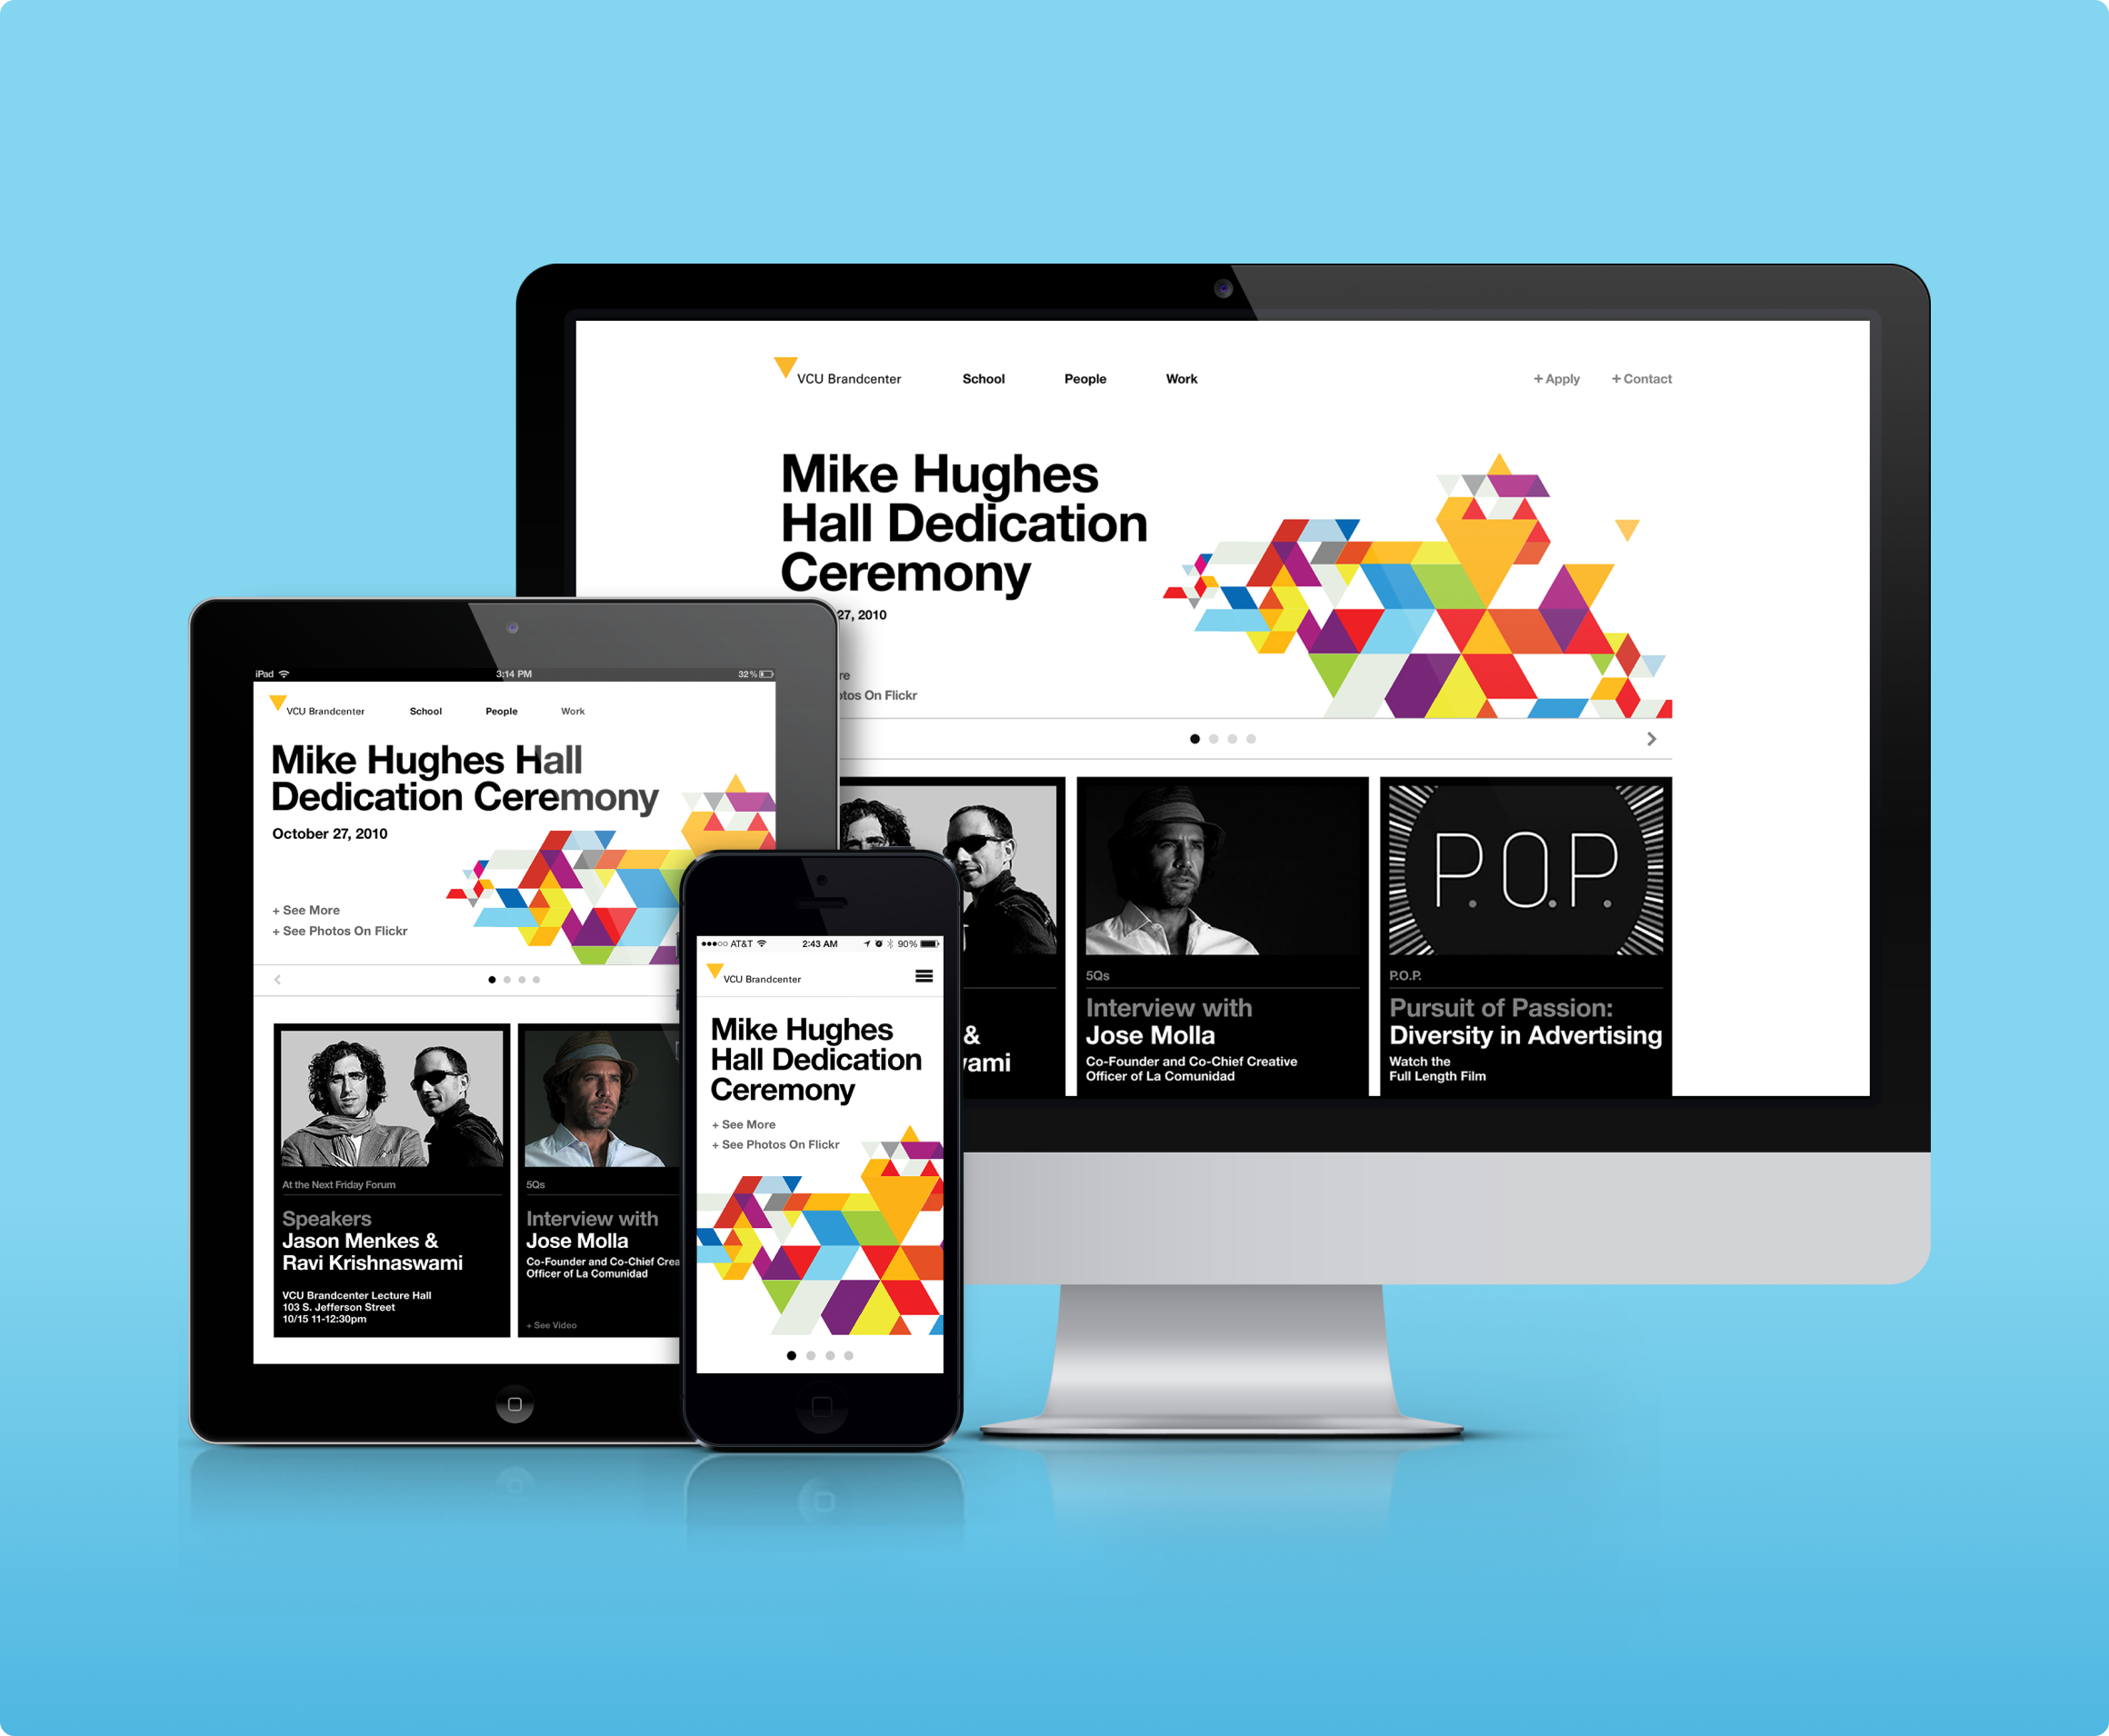 VCU Brandcenter School People Work + Apply + Contact
Mike Hughes
Hall Dedication
Ceremony
27, 2010
Photos On Flickr
&
5Qs
Interview with
Jose Molla
Co-Founder and Co-Chief Creative
Officer of La Comunidad
P.O.P.
P.O.P.
Pursuit of Passion:
Diversity in Advertising
Watch the
Full Length Film
iPad 3:14 PM 32%
VCU Brandcenter School People Work
Mike Hughes Hall
Dedication Ceremony
October 27, 2010
+ See More
+ See Photos On Flickr
At the Next Friday Forum
Speakers
Jason Menkes &
Ravi Krishnaswami
VCU Brandcenter Lecture Hall
103 S. Jefferson Street
10/15 11-12:30pm
5Qs
Interview with
Jose Molla
Co-Founder and Co-Chief Crea
Officer of La Comunidad
+ See Video
AT&T 2:43 AM 90%
VCU Brandcenter
Mike Hughes
Hall Dedication
Ceremony
+ See More
+ See Photos On Flickr